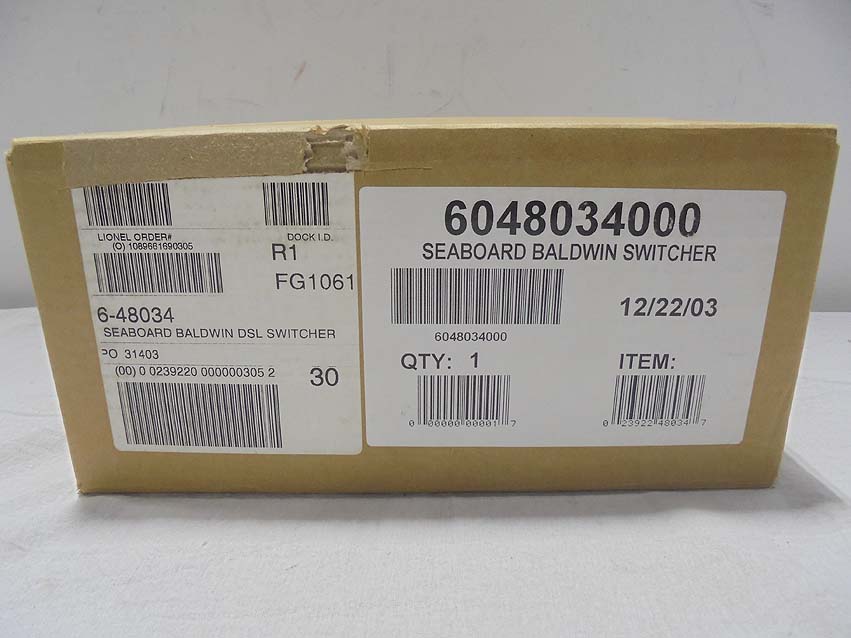 LIONEL ORDER#
(O) 1089661690305
DOCK I.D.
R1
FG1061
6-48034
SEABOARD BALDWIN DSL SWITCHER
PO 31403
(00) 0 0239220 000000305 2
30
6048034000
SEABOARD BALDWIN SWITCHER
12/22/03
6048034000
QTY: 1
ITEM:
0 00000 00001 7
0 23922 48034 7